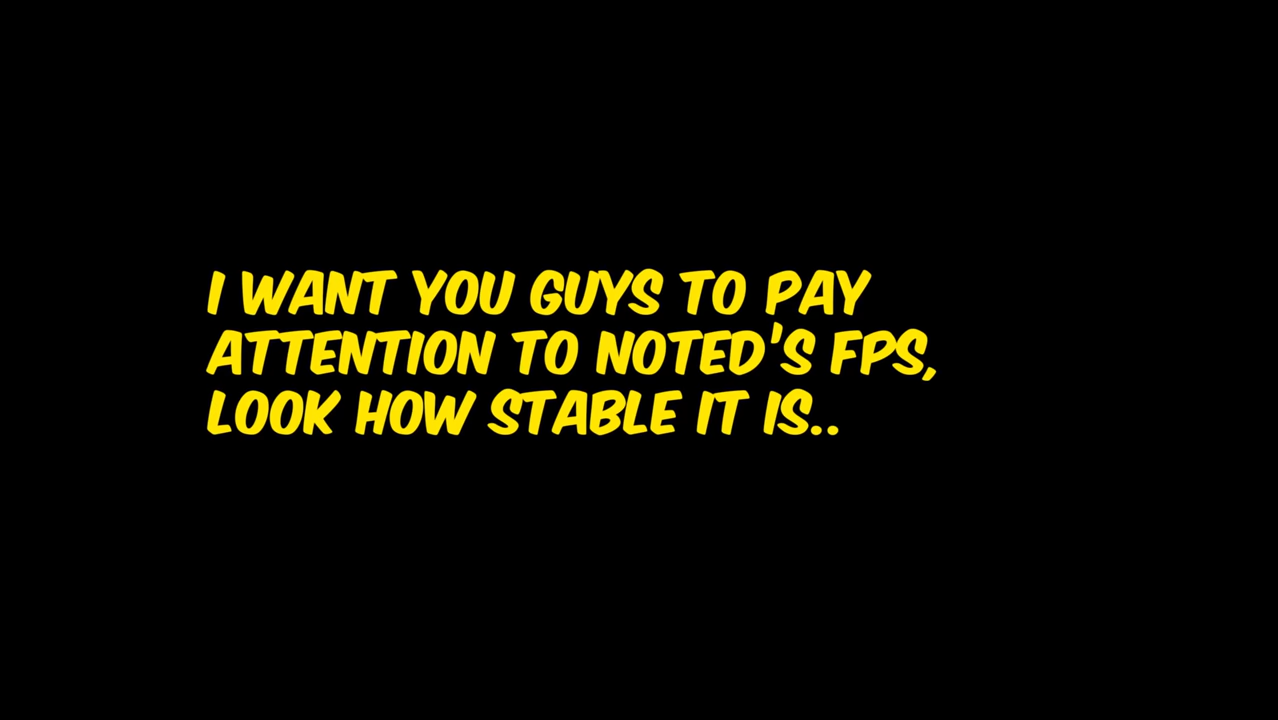 I WANT YOU GUYS TO PAY
ATTENTION TO NOTED'S FPS,
LOOK HOW STABLE IT IS..